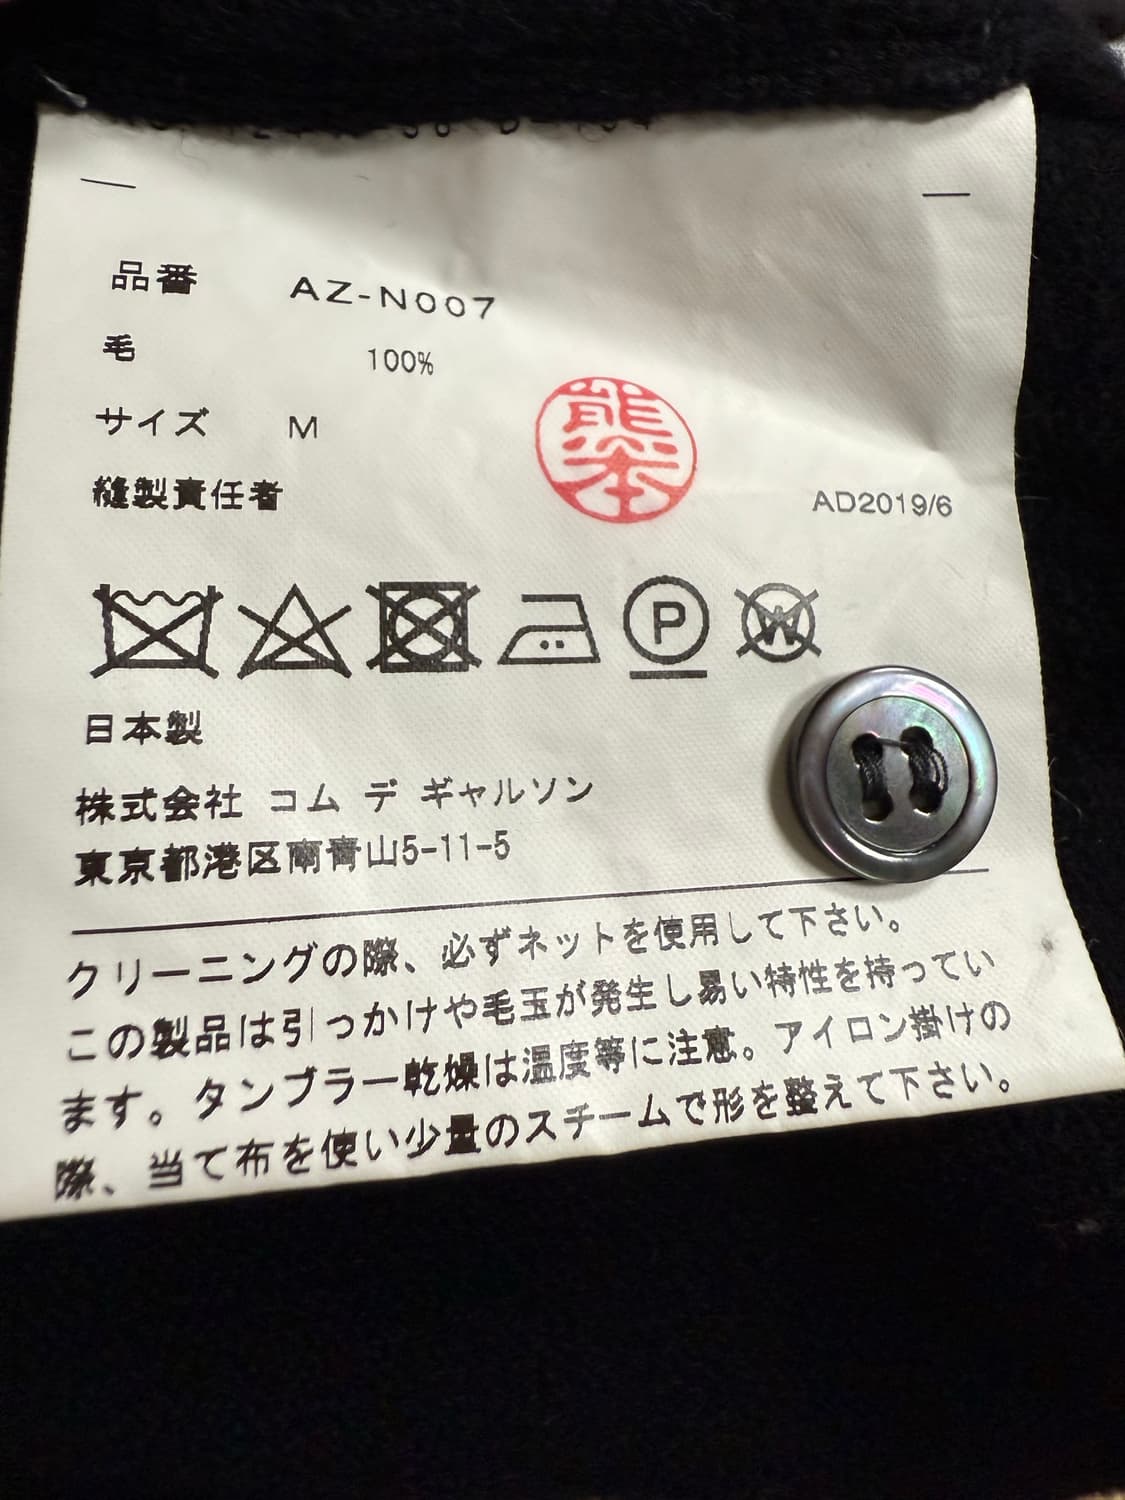 品番 AZ-N007
毛 100%
サイズ M
縫製責任者
熊本
AD2019/6
P
W
日本製
株式会社 コム デ ギャルソン
東京都港区南青山5-11-5
クリーニングの際、必ずネットを使用して下さい。
この製品は引っかけや毛玉が発生し易い特性を持ってい
ます。タンブラー乾燥は温度等に注意。アイロン掛けの
際、当て布を使い少量のスチームで形を整えて下さい。